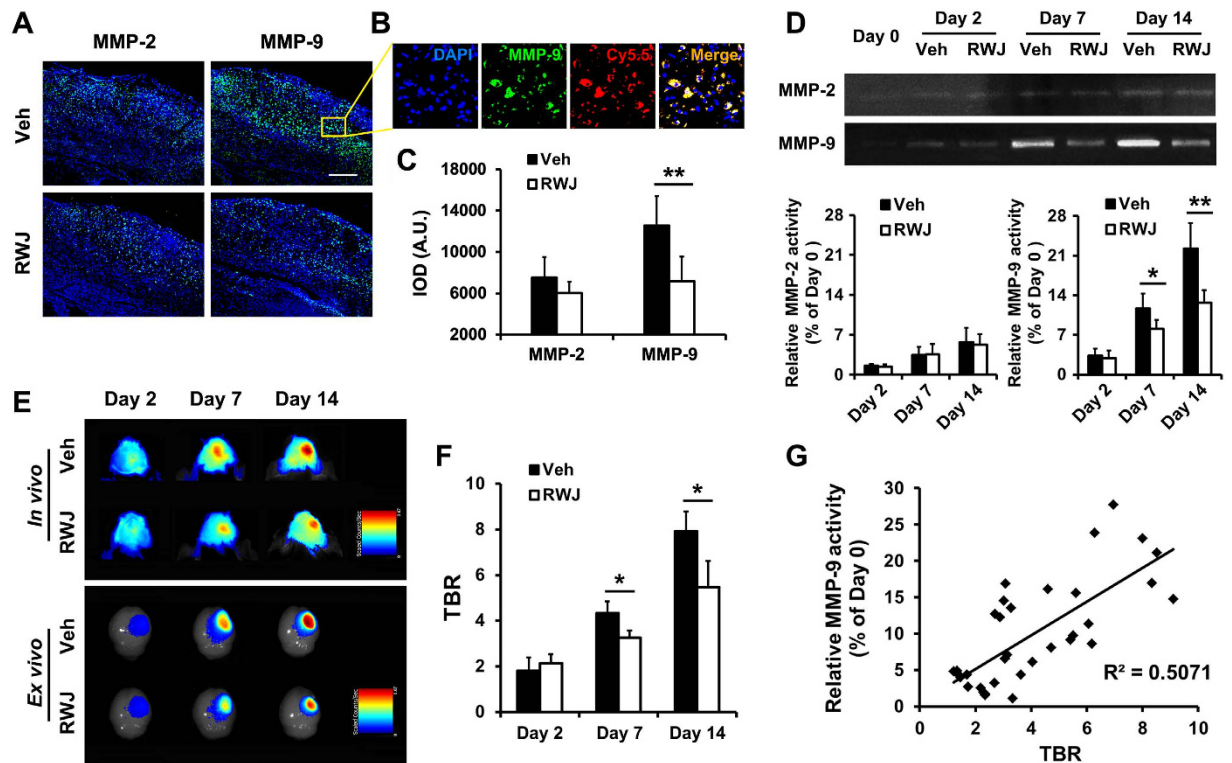 A
MMP-2 MMP-9
Veh
RWJ
B
DAPI MMP-9 Cy5.5 Merge
C
Veh
RWJ
**
IOD (A.U.)
18000
14000
10000
6000
2000
MMP-2 MMP-9
D
Day 2 Day 7 Day 14
Day 0 Veh RWJ Veh RWJ Veh RWJ
MMP-2
MMP-9
Relative MMP-2 activity
(% of Day 0 )
28
21
14
7
0
Veh
RWJ
Day 2 Day 7 Day 14
Relative MMP-9 activity
(% of Day 0 )
28
21
14
7
0
Veh
RWJ
*
**
Day 2 Day 7 Day 14
E
Day 2 Day 7 Day 14
In vivo
Veh
RWJ
Ex vivo
Veh
RWJ
F
Veh
RWJ
TBR
10
8
6
4
2
0
*
*
Day 2 Day 7 Day 14
G
Relative MMP-9 activity
(% of Day 0)
30
25
20
15
10
5
0
R² = 0.5071
0 2 4 6 8 10
TBR